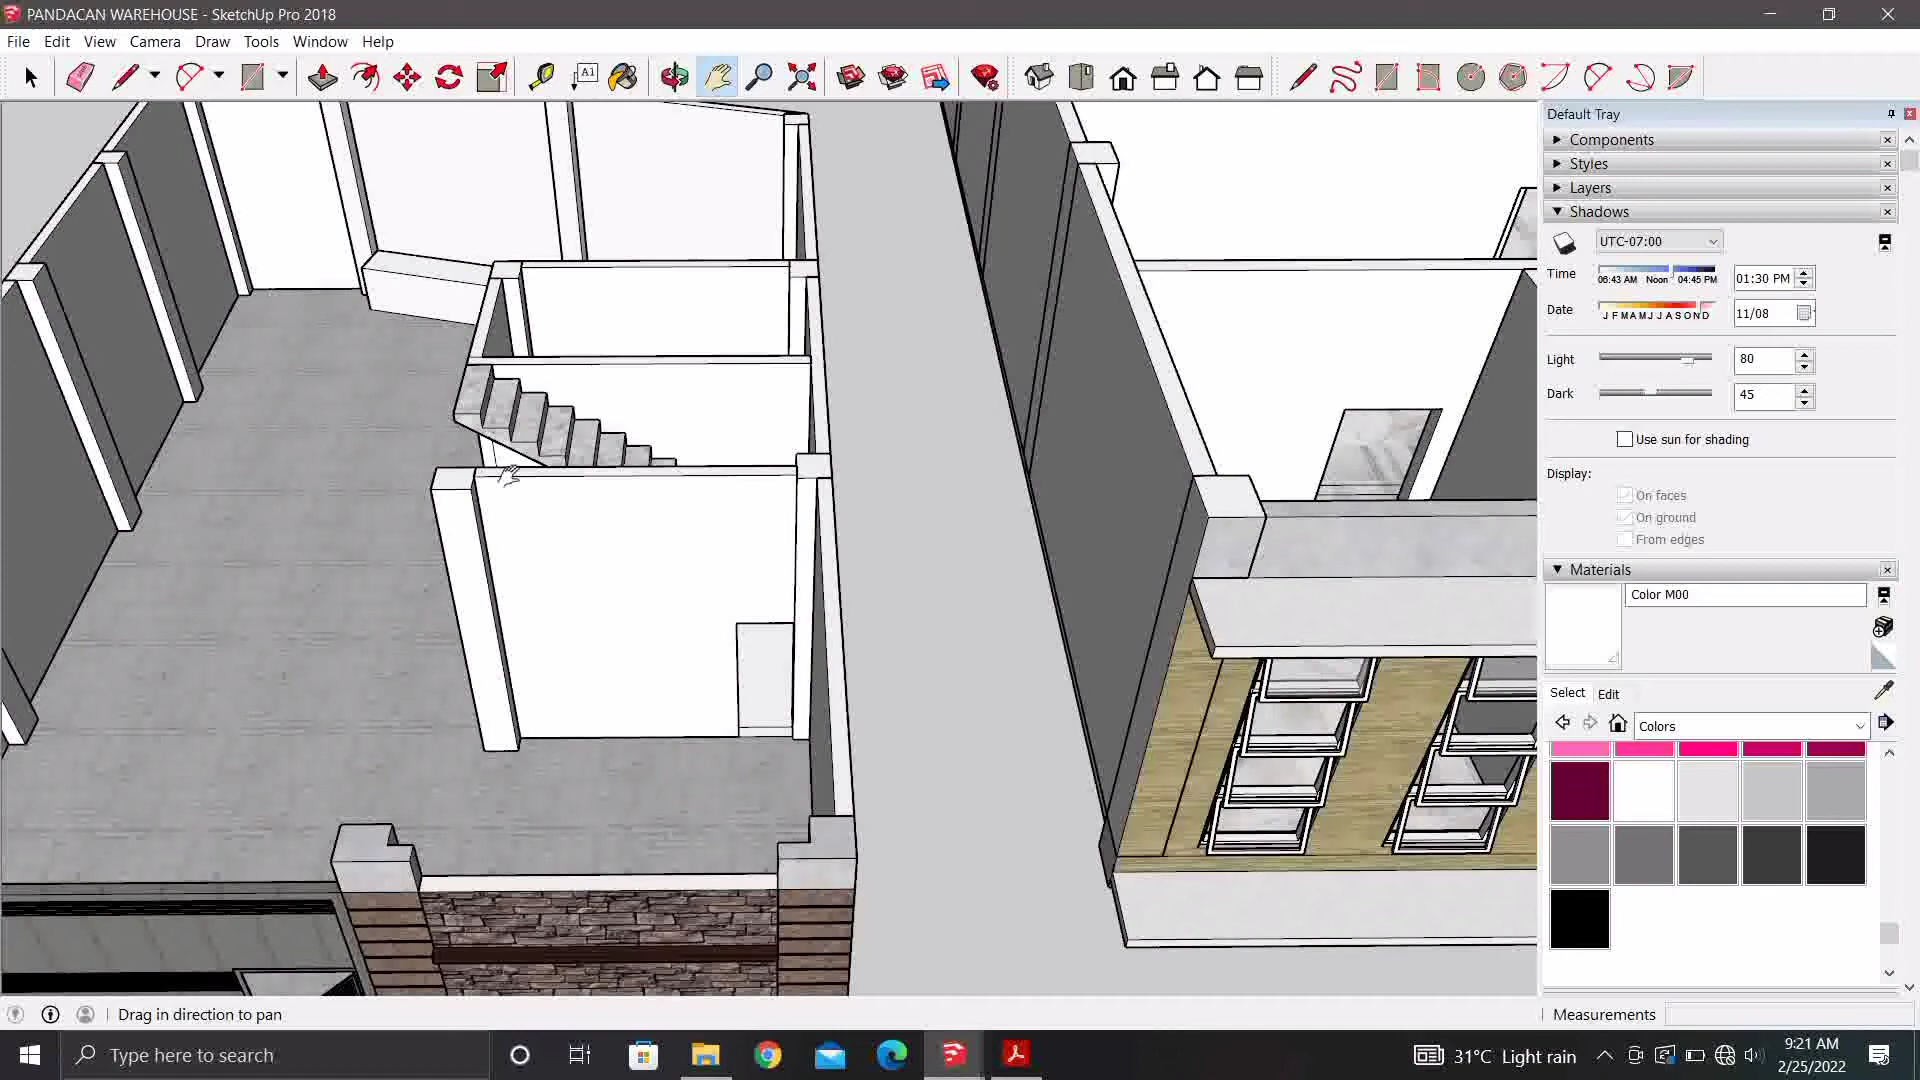 PANDACAN WAREHOUSE - SketchUp Pro 2018
File Edit View Camera Draw Tools Window Help
A1
Default Tray
Components
Styles
Layers
Shadows
UTC-07:00
Time 06:43 AM Noon 04:45 PM 01:30 PM
Date J F M A M J J A S O N D 11/08
Light 80
Dark 45
Use sun for shading
Display:
On faces
On ground
From edges
Materials
Color M00
Select Edit
Colors
Drag in direction to pan
Measurements
Type here to search
31°C Light rain
9:21 AM
2/25/2022